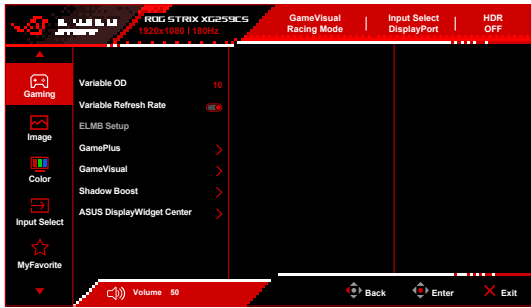 ROG STRIX XG259CS
1920x1080 | 180Hz
GameVisual
Racing Mode
Input Select
DisplayPort
HDR
OFF
Gaming
Image
Color
Input Select
MyFavorite
Variable OD 10
Variable Refresh Rate
ELMB Setup
GamePlus
GameVisual
Shadow Boost
ASUS DisplayWidget Center
Volume 50
Back
Enter
Exit